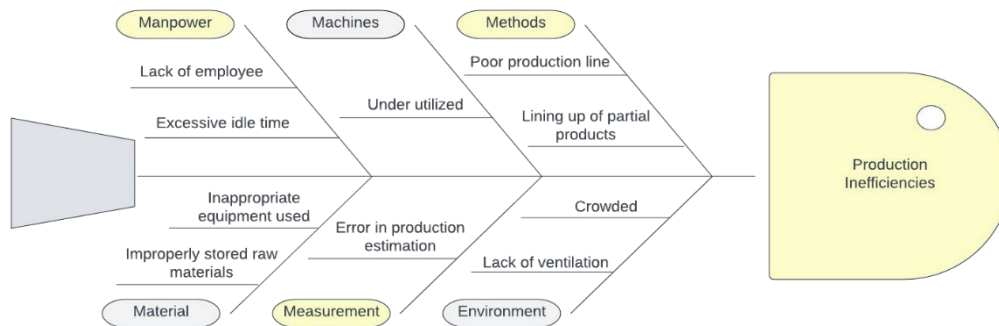 Manpower
Machines
Methods
Lack of employee
Excessive idle time
Under utilized
Poor production line
Lining up of partial
products
Production
Inefficiencies
Inappropriate
equipment used
Improperly stored raw
materials
Error in production
estimation
Crowded
Lack of ventilation
Material
Measurement
Environment